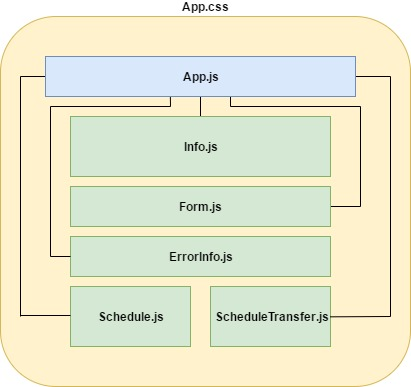 App.css
App.js
Info.js
Form.js
ErrorInfo.js
Schedule.js
ScheduleTransfer.js